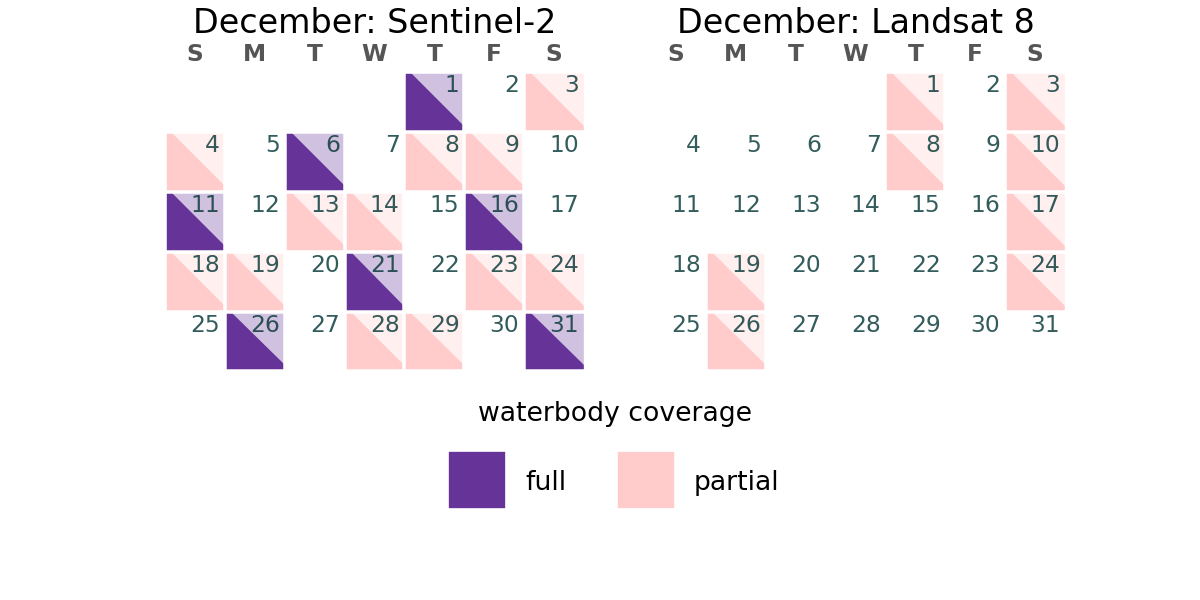 December: Sentinel-2
S M T W T F S
1 2 3
4 5 6 7 8 9 10
11 12 13 14 15 16 17
18 19 20 21 22 23 24
25 26 27 28 29 30 31
December: Landsat 8
S M T W T F S
1 2 3
4 5 6 7 8 9 10
11 12 13 14 15 16 17
18 19 20 21 22 23 24
25 26 27 28 29 30 31
waterbody coverage
full
partial